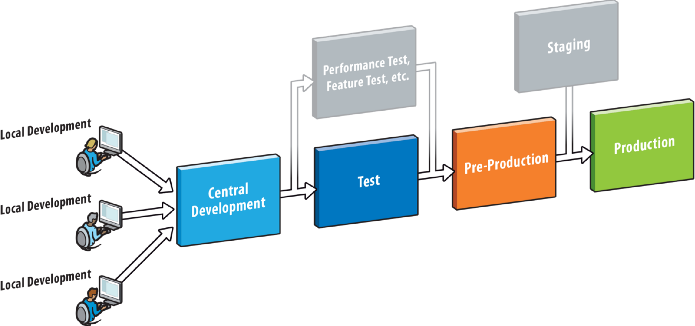 Local Development
Local Development
Local Development
Central
Development
Performance Test,
Feature Test, etc.
Test
Pre-Production
Staging
Production